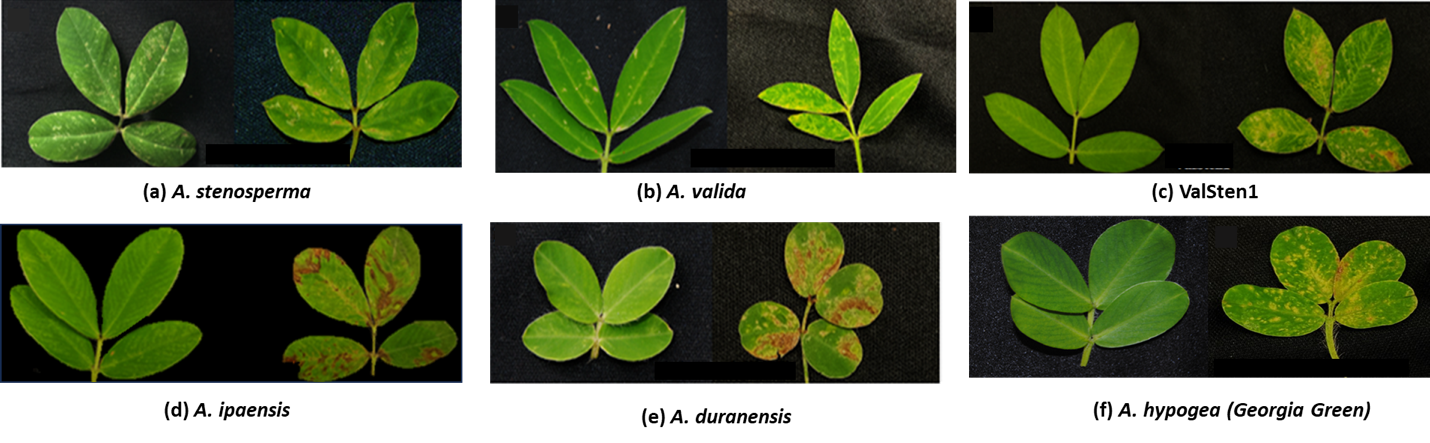 (a) A. stenosperma
(b) A. valida
(c) ValSten1
(d) A. ipaensis
(e) A. duranensis
(f) A. hypogea (Georgia Green)